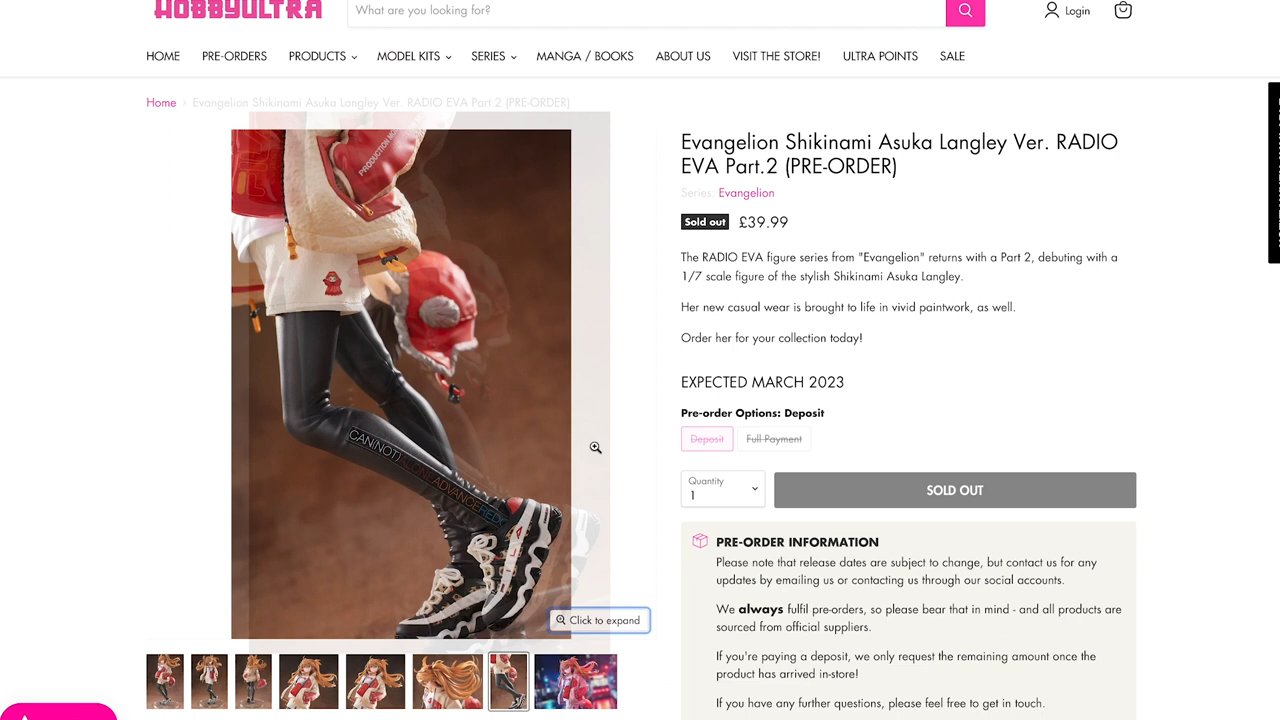 HOBBYULTRA
What are you looking for?
Login
HOME
PRE-ORDERS
PRODUCTS
MODEL KITS
SERIES
MANGA / BOOKS
ABOUT US
VISIT THE STORE!
ULTRA POINTS
SALE
Home › Evangelion Shikinami Asuka Langley Ver. RADIO EVA Part.2 (PRE-ORDER)
CAN(NOT)
ADVANCE
Click to expand
Evangelion Shikinami Asuka Langley Ver. RADIO
EVA Part.2 (PRE-ORDER)
Series: Evangelion
Sold out £39.99
The RADIO EVA figure series from "Evangelion" returns with a Part 2, debuting with a
1/7 scale figure of the stylish Shikinami Asuka Langley.
Her new casual wear is brought to life in vivid paintwork, as well.
Order her for your collection today!
EXPECTED MARCH 2023
Pre-order Options: Deposit
Deposit
Full Payment
Quantity
1
SOLD OUT
PRE-ORDER INFORMATION
Please note that release dates are subject to change, but contact us for any
updates by emailing us or contacting us through our social accounts.
We always fulfil pre-orders, so please bear that in mind - and all products are
sourced from official suppliers.
If you're paying a deposit, we only request the remaining amount once the
product has arrived in-store!
If you have any further questions, please feel free to get in touch.